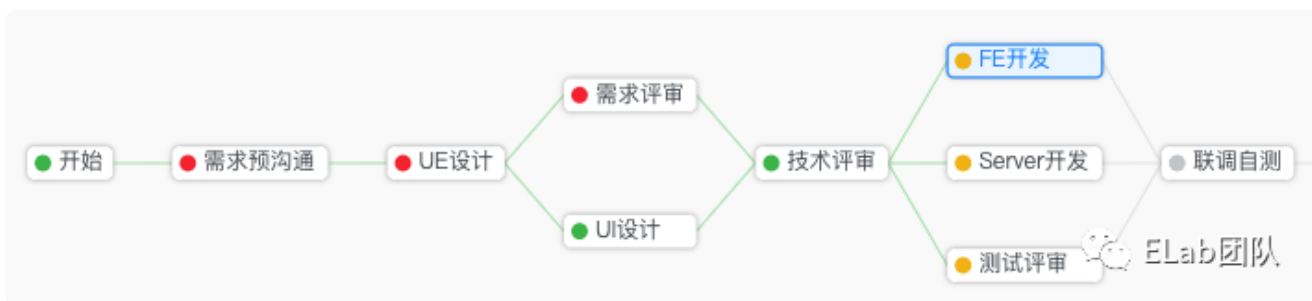 开始
需求预沟通
UE设计
需求评审
UI设计
技术评审
FE开发
Server开发
测试评审
联调自测
ELab团队